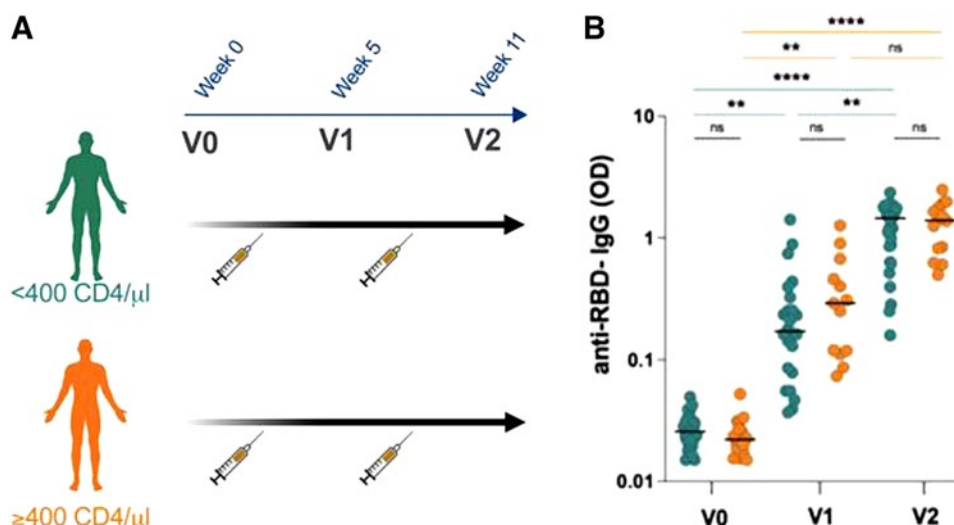 A
Week 0
Week 5
Week 11
V0
V1
V2
<400 CD4/µl
≥400 CD4/µl
B
****
**
ns
****
**
**
ns
ns
ns
10
1
0.1
0.01
anti-RBD- IgG (OD)
V0
V1
V2